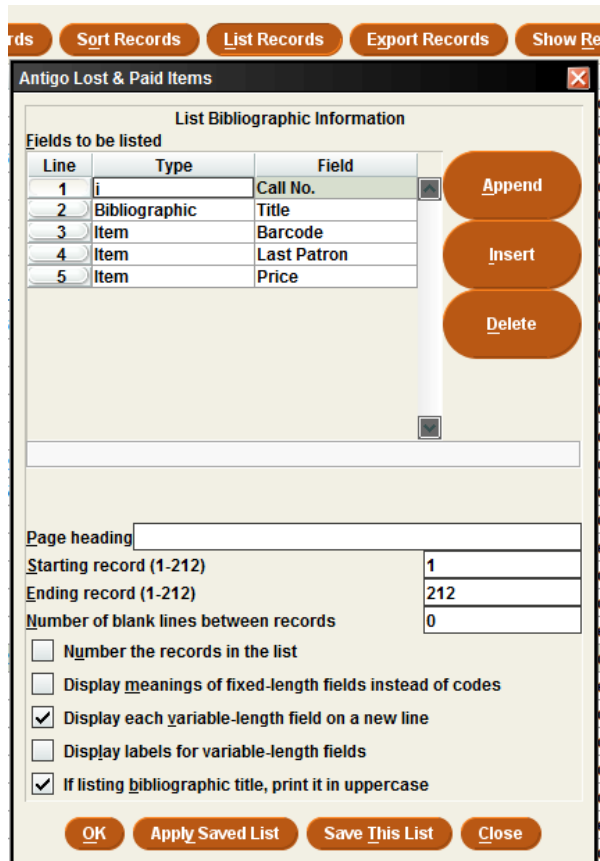 rds Sort Records List Records Export Records Show Re
Antigo Lost & Paid Items
List Bibliographic Information
Fields to be listed
Line Type Field
1 i Call No.
2 Bibliographic Title
3 Item Barcode
4 Item Last Patron
5 Item Price
Append
Insert
Delete
Page heading
Starting record (1-212) 1
Ending record (1-212) 212
Number of blank lines between records 0
Number the records in the list
Display meanings of fixed-length fields instead of codes
Display each variable-length field on a new line
Display labels for variable-length fields
If listing bibliographic title, print it in uppercase
OK Apply Saved List Save This List Close